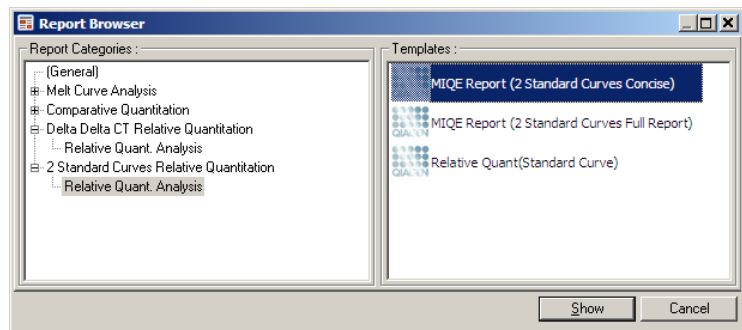 Report Browser
Report Categories :
(General)
Melt Curve Analysis
Comparative Quantitation
Delta Delta CT Relative Quantitation
Relative Quant. Analysis
2 Standard Curves Relative Quantitation
Relative Quant. Analysis
Templates :
MIQE Report (2 Standard Curves Concise)
QIAGEN
MIQE Report (2 Standard Curves Full Report)
QIAGEN
Relative Quant(Standard Curve)
Show
Cancel